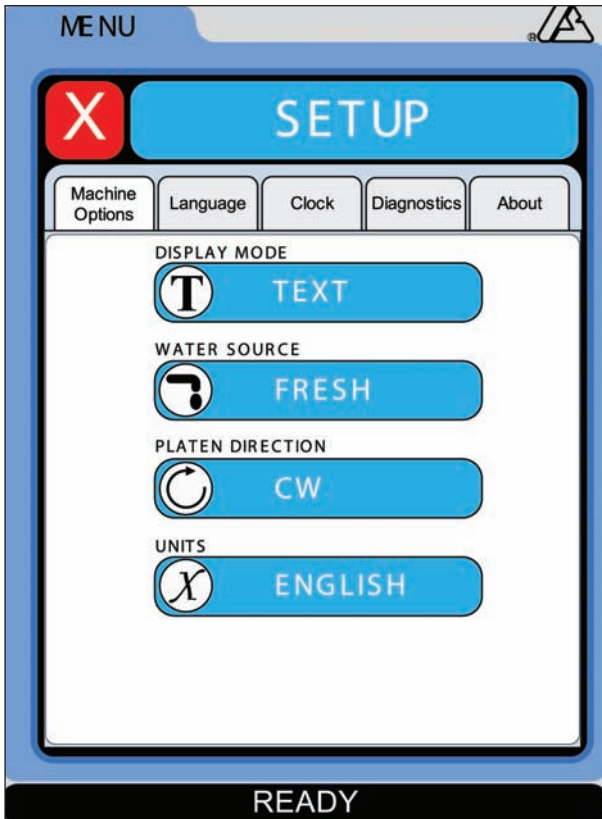 MENU
®
X
SETUP
Machine
Options
Language
Clock
Diagnostics
About
DISPLAY MODE
T
TEXT
WATER SOURCE
FRESH
PLATEN DIRECTION
CW
UNITS
X
ENGLISH
READY